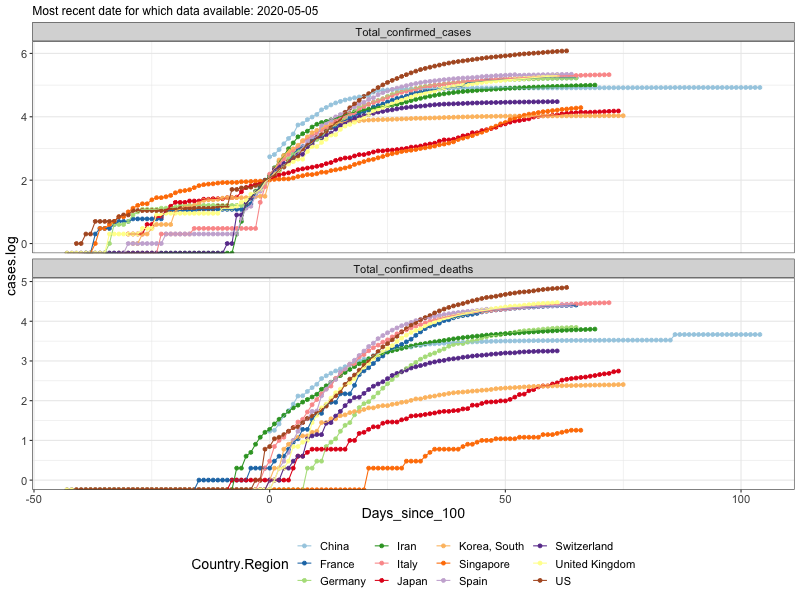 Most recent date for which data available: 2020-05-05
Total_confirmed_cases
6
4
2
0
cases.log
Total_confirmed_deaths
5
4
3
2
1
0
-50
0
50
100
Days_since_100
Country.Region
China
Iran
Korea, South
Switzerland
France
Italy
Singapore
United Kingdom
Germany
Japan
Spain
US